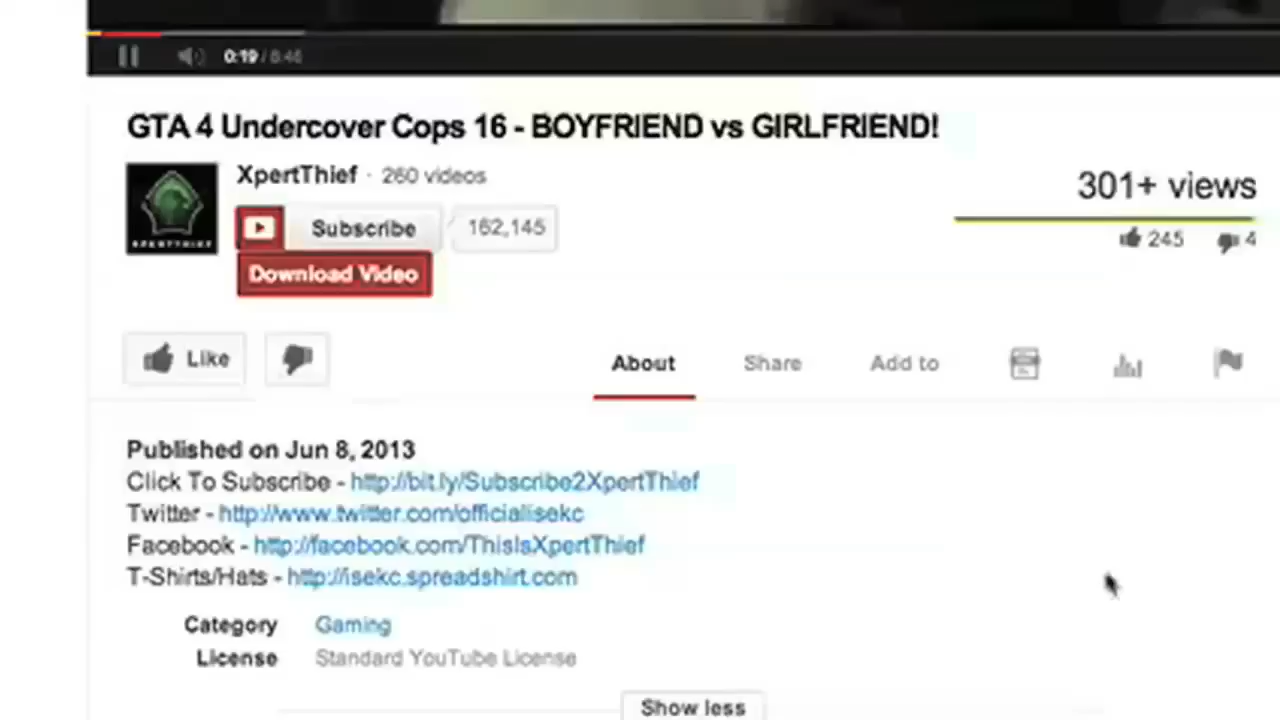 0:19 / 8:46
GTA 4 Undercover Cops 16 - BOYFRIEND vs GIRLFRIEND!
XpertThief · 260 videos
301+ views
Subscribe 162,145
245 4
Download Video
XPERTTHIEF
Like
About Share Add to
Published on Jun 8, 2013
Click To Subscribe - http://bit.ly/Subscribe2XpertThief
Twitter - http://www.twitter.com/officialisekc
Facebook - http://facebook.com/ThisIsXpertThief
T-Shirts/Hats - http://isekc.spreadshirt.com
Category Gaming
License Standard YouTube License
Show less